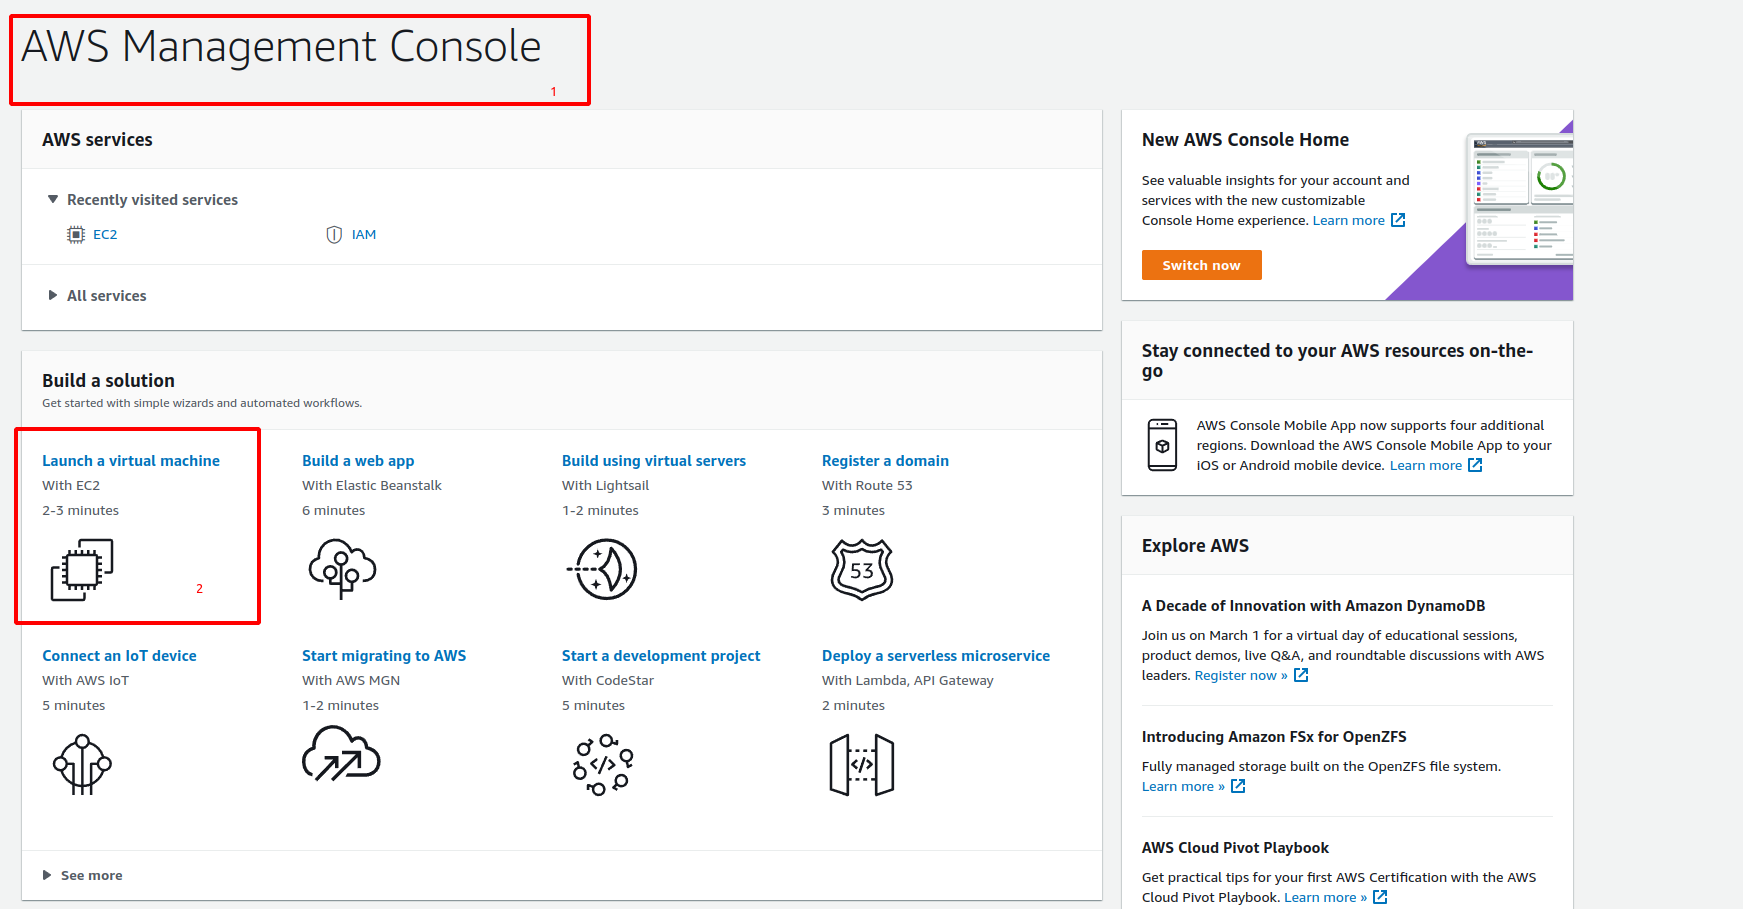 AWS Management Console
1
AWS services
Recently visited services
EC2
IAM
All services
Build a solution
Get started with simple wizards and automated workflows.
Launch a virtual machine
With EC2
2-3 minutes
2
Build a web app
With Elastic Beanstalk
6 minutes
Build using virtual servers
With Lightsail
1-2 minutes
Register a domain
With Route 53
3 minutes
53
Connect an IoT device
With AWS IoT
5 minutes
Start migrating to AWS
With AWS MGN
1-2 minutes
Start a development project
With CodeStar
5 minutes
</>
Deploy a serverless microservice
With Lambda, API Gateway
2 minutes
</>
See more
New AWS Console Home
See valuable insights for your account and
services with the new customizable
Console Home experience. Learn more
Switch now
Stay connected to your AWS resources on-the-
go
AWS Console Mobile App now supports four additional
regions. Download the AWS Console Mobile App to your
iOS or Android mobile device. Learn more
Explore AWS
A Decade of Innovation with Amazon DynamoDB
Join us on March 1 for a virtual day of educational sessions,
product demos, live Q&A, and roundtable discussions with AWS
leaders. Register now »
Introducing Amazon FSx for OpenZFS
Fully managed storage built on the OpenZFS file system.
Learn more »
AWS Cloud Pivot Playbook
Get practical tips for your first AWS Certification with the AWS
Cloud Pivot Playbook. Learn more »